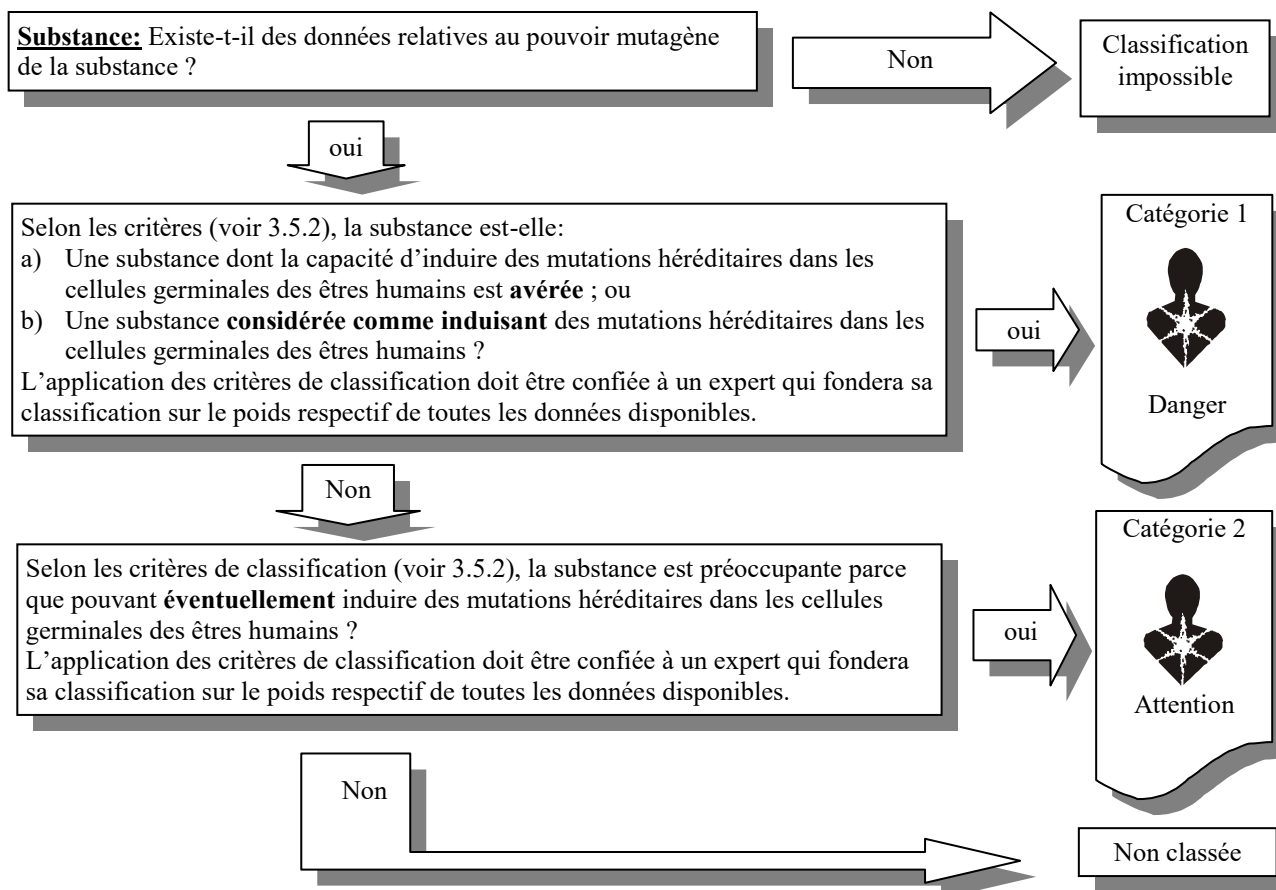 Substance: Existe-t-il des données relatives au pouvoir mutagène
de la substance ?
Non
Classification
impossible
oui
Selon les critères (voir 3.5.2), la substance est-elle:
a) Une substance dont la capacité d’induire des mutations héréditaires dans les
cellules germinales des êtres humains est avérée ; ou
b) Une substance considérée comme induisant des mutations héréditaires dans les
cellules germinales des êtres humains ?
L’application des critères de classification doit être confiée à un expert qui fondera sa
classification sur le poids respectif de toutes les données disponibles.
oui
Catégorie 1
Danger
Non
Selon les critères de classification (voir 3.5.2), la substance est préoccupante parce
que pouvant éventuellement induire des mutations héréditaires dans les cellules
germinales des êtres humains ?
L’application des critères de classification doit être confiée à un expert qui fondera
sa classification sur le poids respectif de toutes les données disponibles.
oui
Catégorie 2
Attention
Non
Non classée